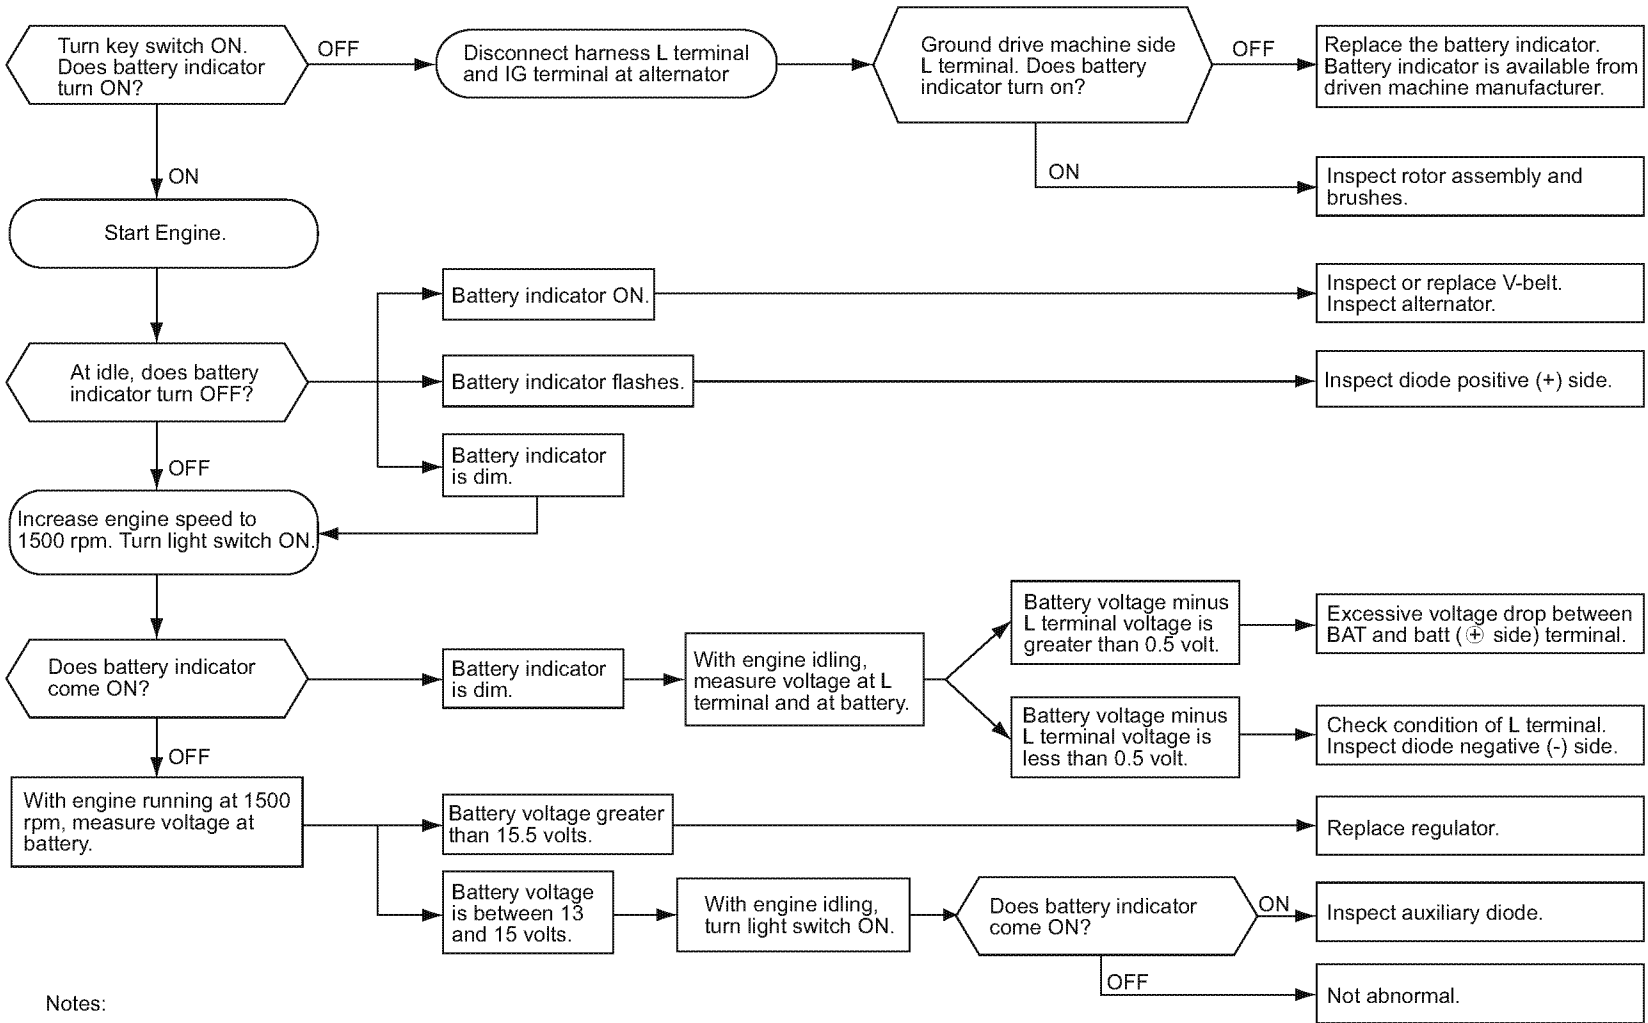 Turn key switch ON.
Does battery indicator
turn ON?
OFF
Disconnect harness L terminal
and IG terminal at alternator
Ground drive machine side
L terminal. Does battery
indicator turn on?
OFF
Replace the battery indicator.
Battery indicator is available from
driven machine manufacturer.
ON
Inspect rotor assembly and
brushes.
ON
Start Engine.
Battery indicator ON.
Inspect or replace V-belt.
Inspect alternator.
At idle, does battery
indicator turn OFF?
Battery indicator flashes.
Inspect diode positive (+) side.
Battery indicator
is dim.
OFF
Increase engine speed to
1500 rpm. Turn light switch ON.
Does battery indicator
come ON?
Battery indicator
is dim.
With engine idling,
measure voltage at L
terminal and at battery.
Battery voltage minus
L terminal voltage is
greater than 0.5 volt.
Excessive voltage drop between
BAT and batt (⊕ side) terminal.
Battery voltage minus
L terminal voltage is
less than 0.5 volt.
Check condition of L terminal.
Inspect diode negative (-) side.
OFF
With engine running at 1500
rpm, measure voltage at
battery.
Battery voltage greater
than 15.5 volts.
Replace regulator.
Battery voltage
is between 13
and 15 volts.
With engine idling,
turn light switch ON.
Does battery indicator
come ON?
ON
Inspect auxiliary diode.
OFF
Not abnormal.
Notes: